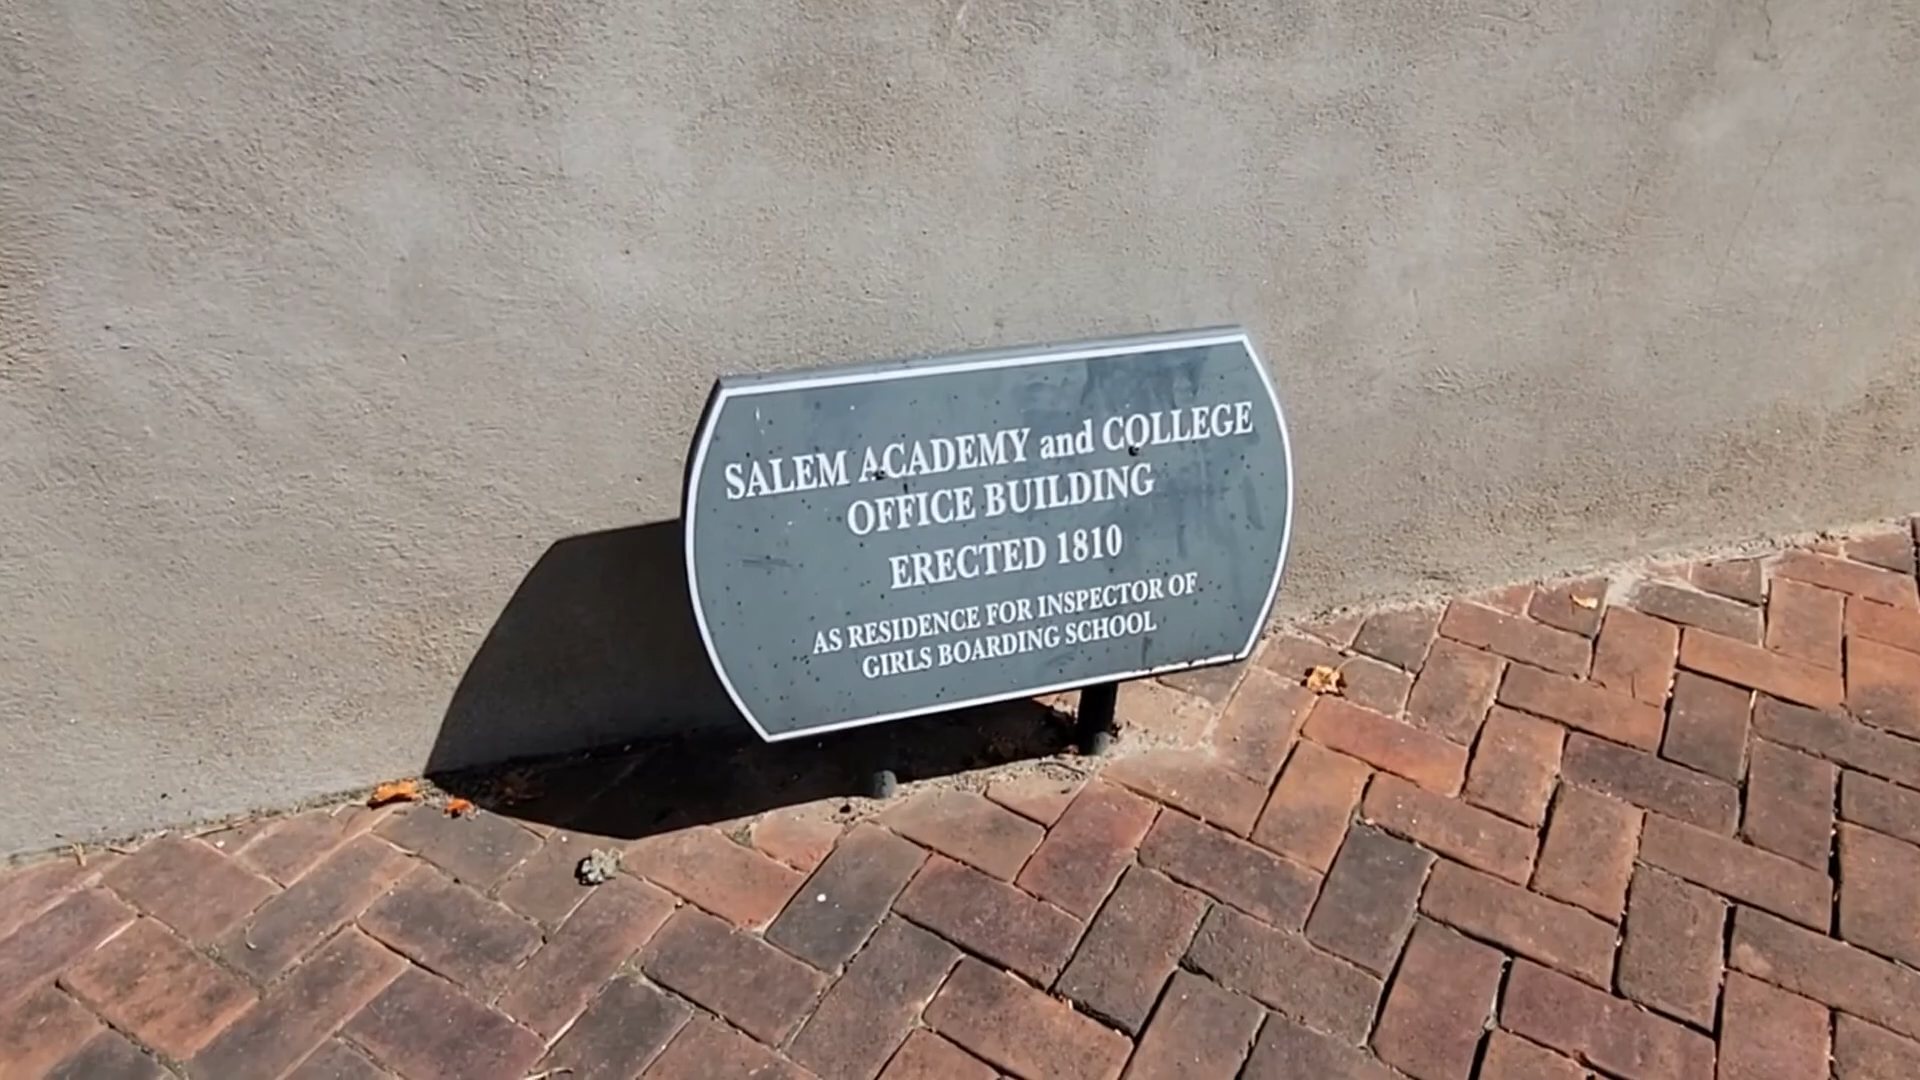 SALEM ACADEMY and COLLEGE
OFFICE BUILDING
ERECTED 1810
AS RESIDENCE FOR INSPECTOR OF
GIRLS BOARDING SCHOOL